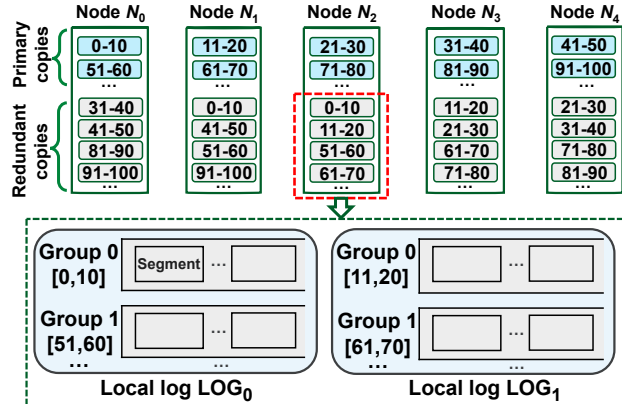 Node N0 Node N1 Node N2 Node N3 Node N4
Primary copies
0-10 11-20 21-30 31-40 41-50
51-60 61-70 71-80 81-90 91-100
... ... ... ... ...
Redundant copies
31-40 0-10 0-10 11-20 21-30
41-50 41-50 11-20 21-30 31-40
81-90 51-60 51-60 61-70 71-80
91-100 91-100 61-70 71-80 81-90
... ... ... ... ...
Group 0 Segment ... Group 0 ...
[0,10] [11,20]
Group 1 ... Group 1 ...
[51,60] [61,70]
... ... ... ...
Local log LOG0 Local log LOG1